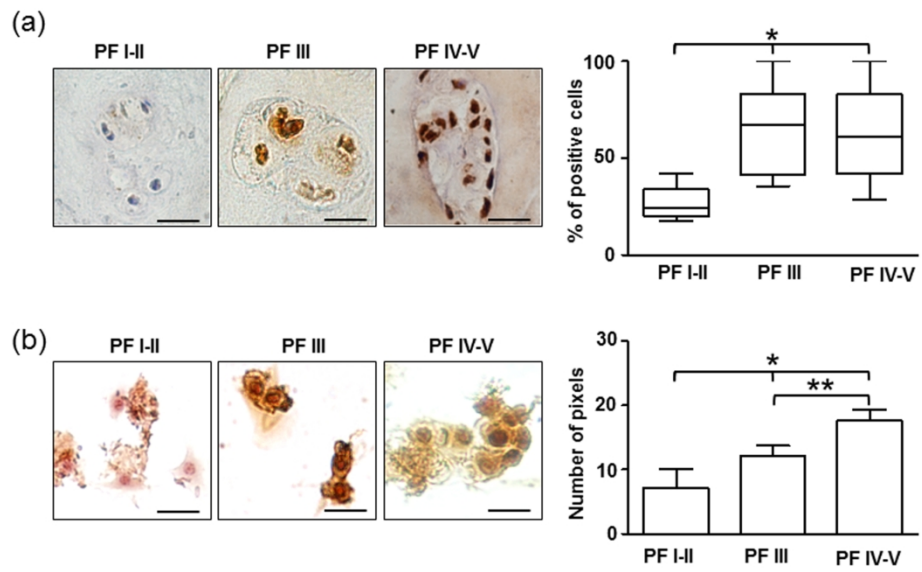 (a)
PF I-II
PF III
PF IV-V
% of positive cells
100
50
0
*
PF I-II
PF III
PF IV-V
(b)
PF I-II
PF III
PF IV-V
Number of pixels
30
20
10
0
*
**
PF I-II
PF III
PF IV-V